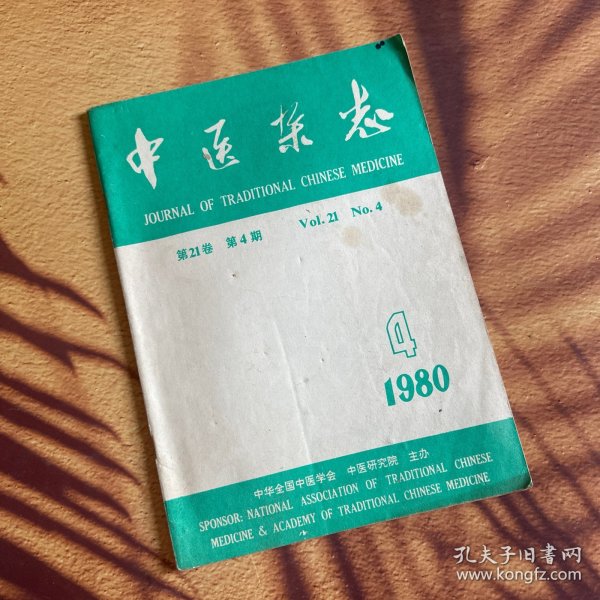 中医杂志
JOURNAL OF TRADITIONAL CHINESE MEDICINE
第21卷 第4期 Vol. 21 No. 4
4
1980
中华全国中医学会 中医研究院 主办
SPONSOR: NATIONAL ASSOCIATION OF TRADITIONAL CHINESE
MEDICINE & ACADEMY OF TRADITIONAL CHINESE MEDICINE
孔夫子旧书网
www.kongfz.com